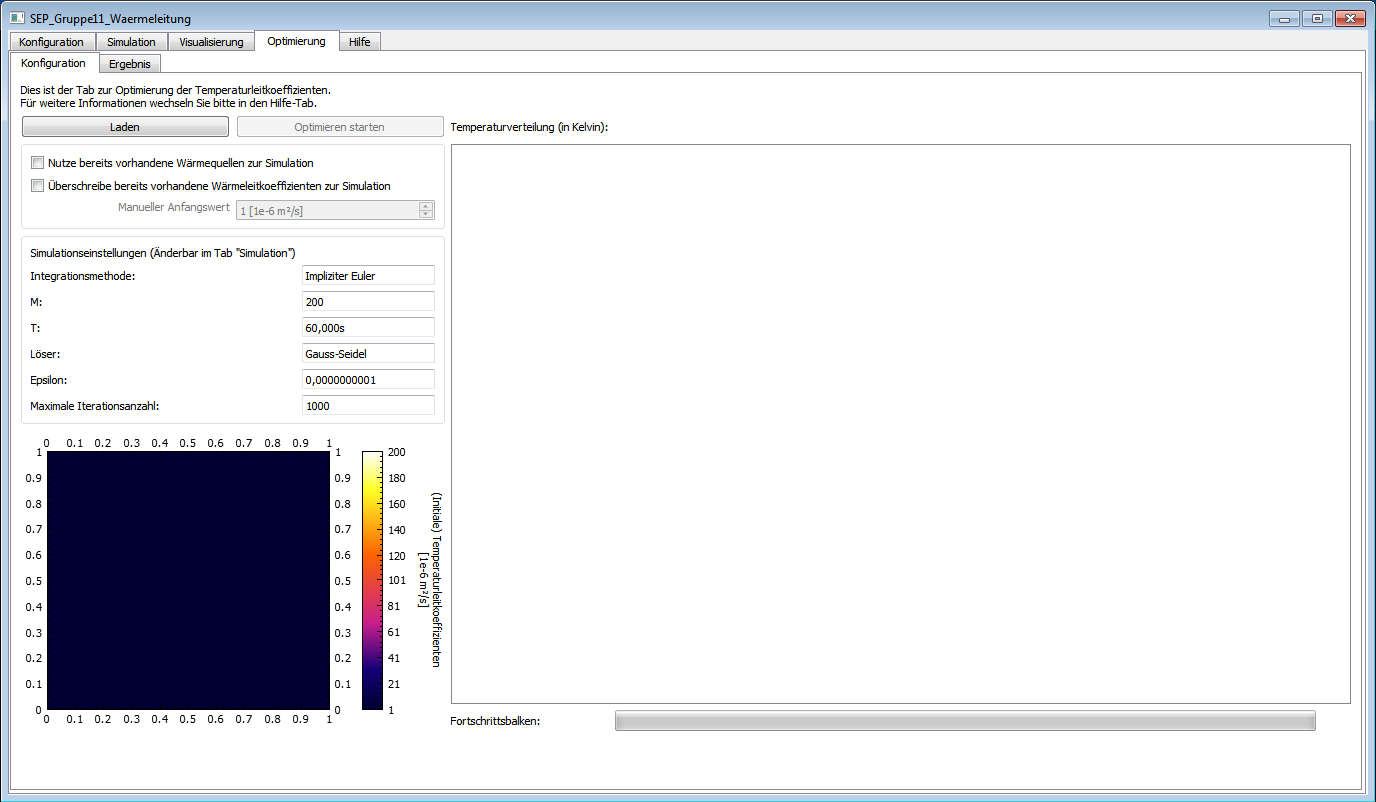 SEP_Gruppe11_Waermeleitung
Konfiguration Simulation Visualisierung Optimierung Hilfe
Konfiguration Ergebnis
Dies ist der Tab zur Optimierung der Temperaturleitkoeffizienten.
Für weitere Informationen wechseln Sie bitte in den Hilfe-Tab.
Laden Optimieren starten Temperaturverteilung (in Kelvin):
Nutze bereits vorhandene Wärmequellen zur Simulation
Überschreibe bereits vorhandene Wärmeleitkoeffizienten zur Simulation
Manueller Anfangswert 1 [1e-6 m²/s]
Simulationseinstellungen (Änderbar im Tab "Simulation")
Integrationsmethode: Impliziter Euler
M: 200
T: 60,000s
Löser: Gauss-Seidel
Epsilon: 0,0000000001
Maximale Iterationsanzahl: 1000
0 0.1 0.2 0.3 0.4 0.5 0.6 0.7 0.8 0.9 1
1 1 200
0.9 0.9 180
0.8 0.8 160
0.7 0.7 140
0.6 0.6 120
0.5 0.5 101
0.4 0.4 81
0.3 0.3 61
0.2 0.2 41
0.1 0.1 21
0 0 1
0 0.1 0.2 0.3 0.4 0.5 0.6 0.7 0.8 0.9 1
(Initiale) Temperaturleitkoeffizienten
[1e-6 m²/s]
Fortschrittsbalken: